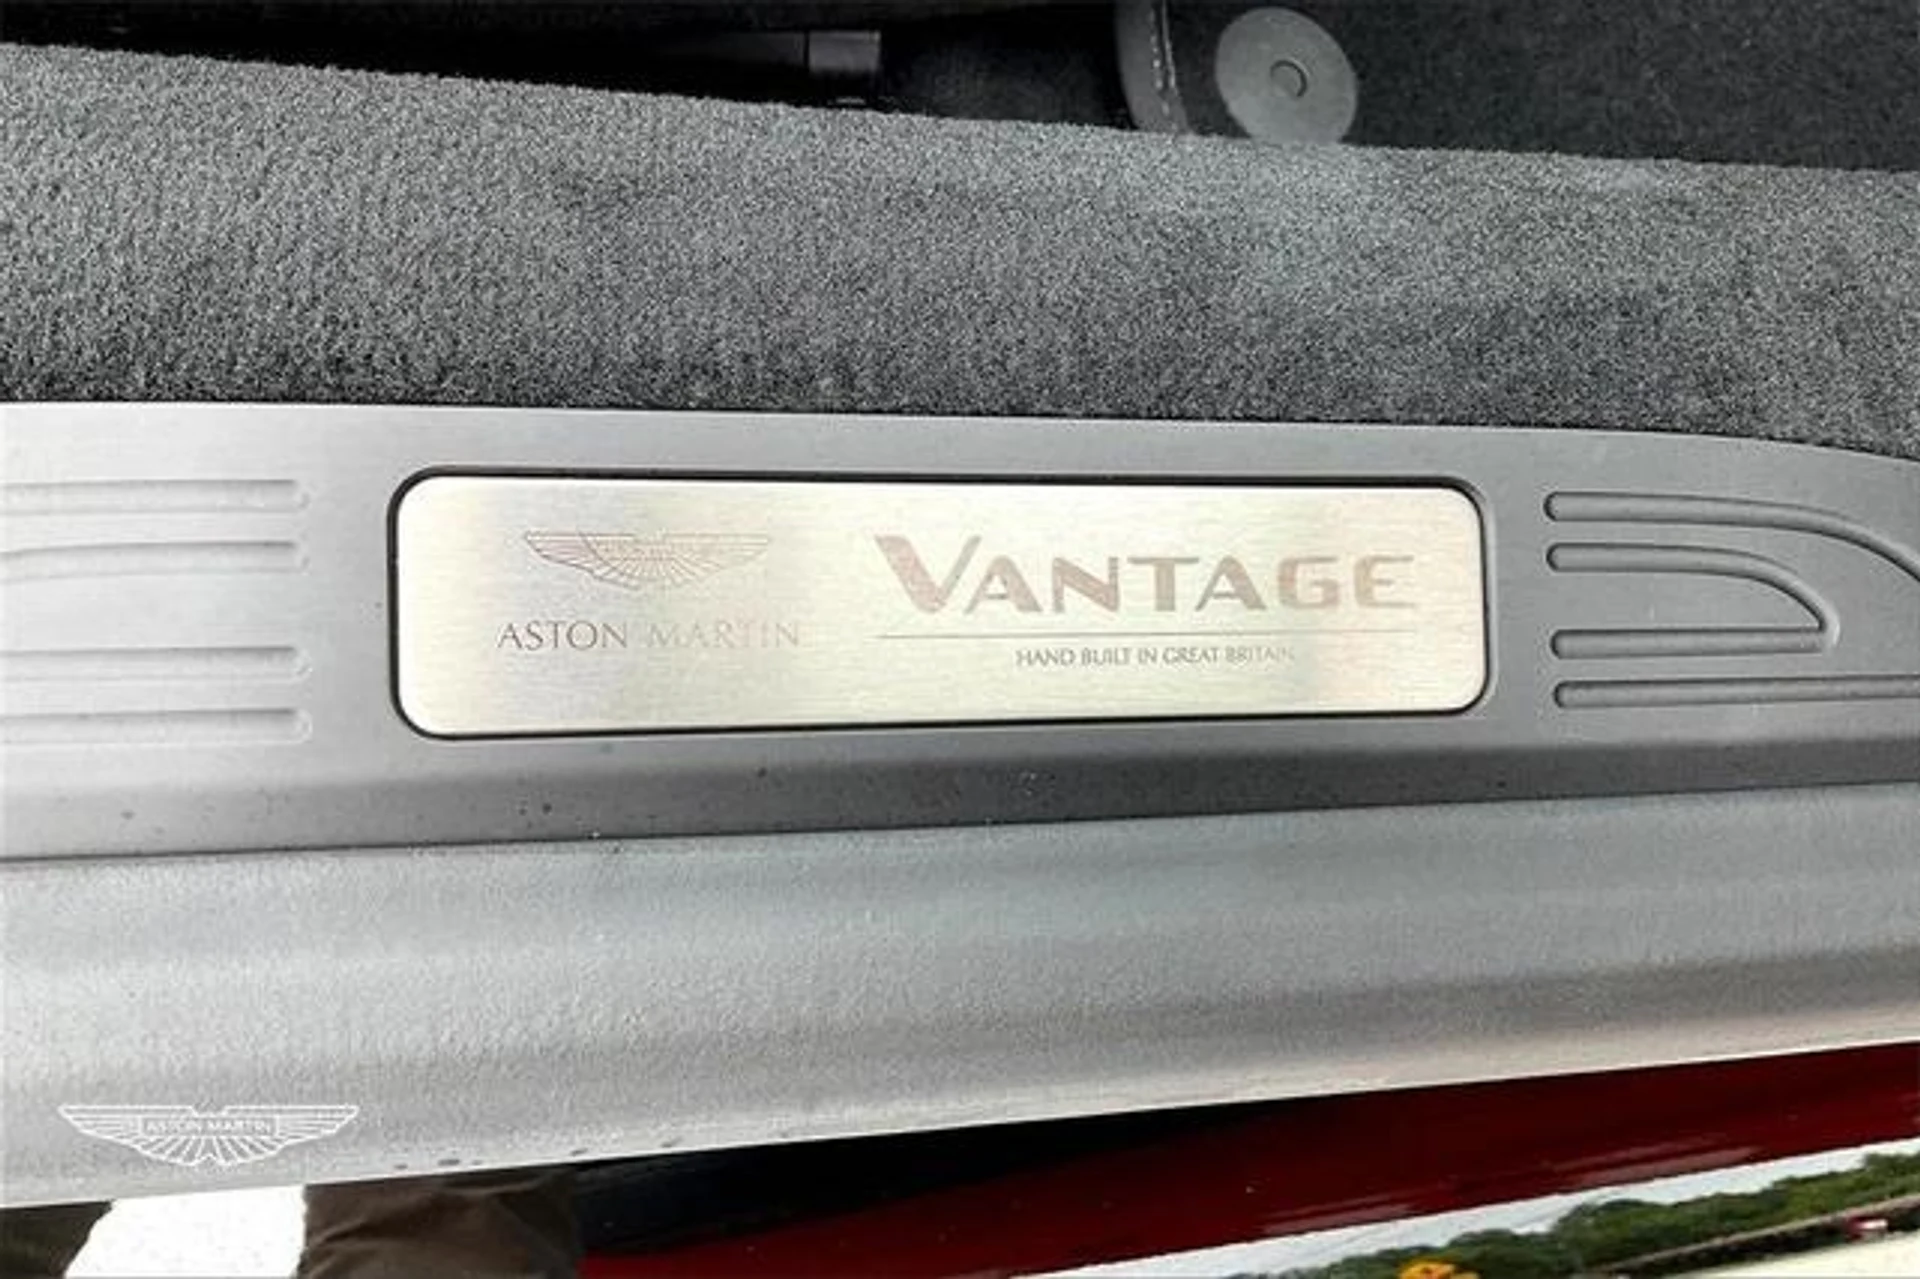 ASTON MARTIN
VANTAGE
HAND BUILT IN GREAT BRITAIN
ASTON MARTIN